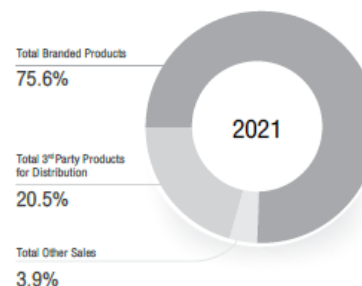 Total Branded Products
75.6%
2021
Total 3rd Party Products
for Distribution
20.5%
Total Other Sales
3.9%